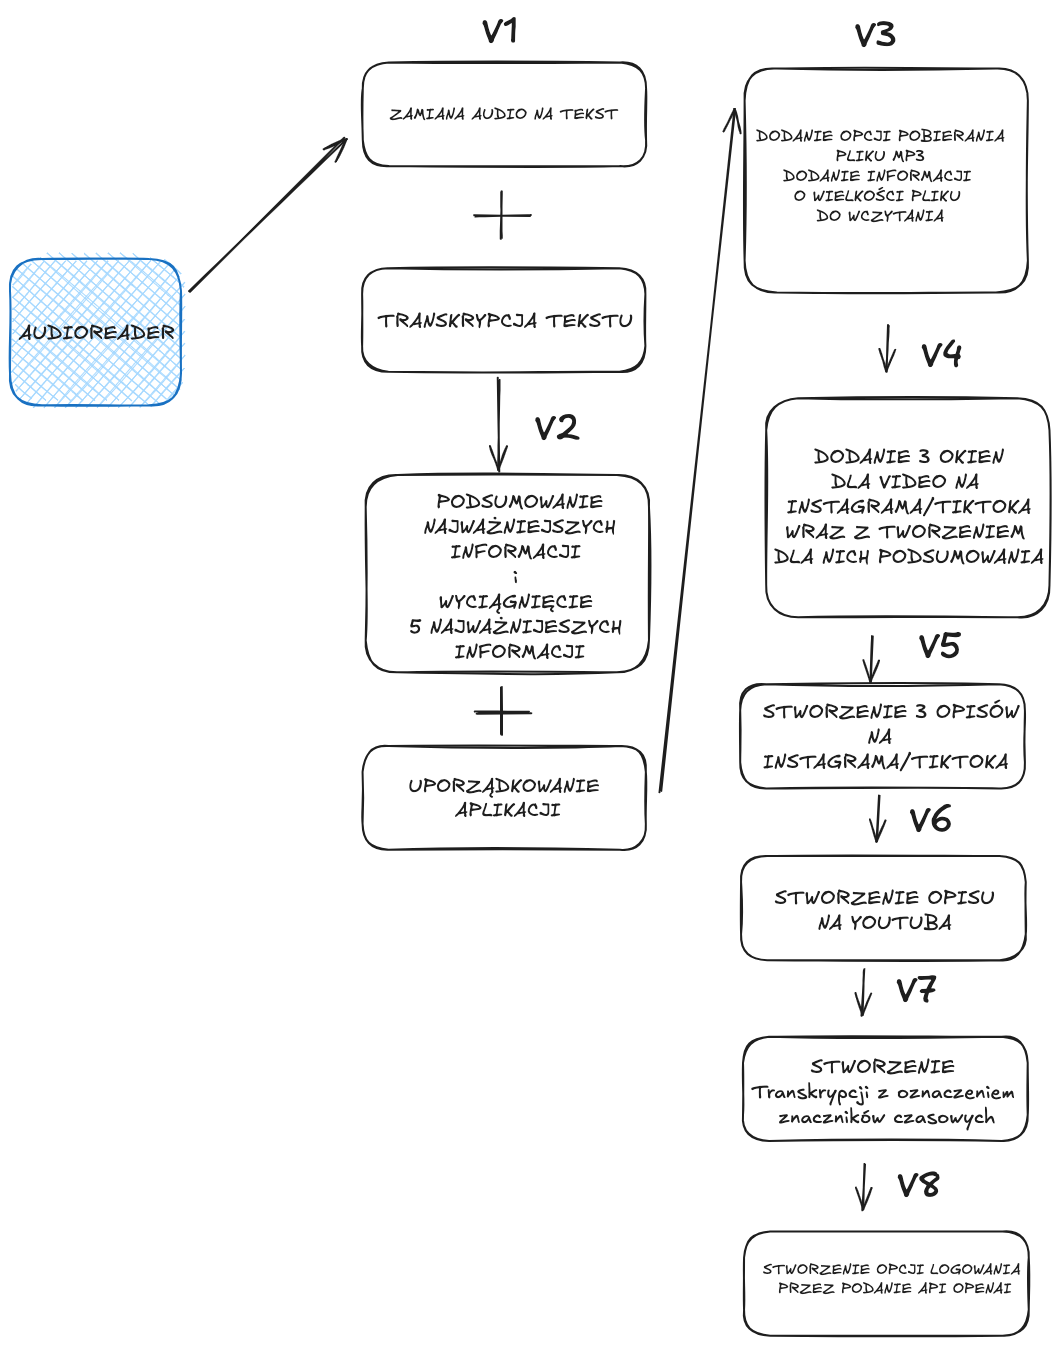 AUDIOREADER
V1
ZAMIANA AUDIO NA TEKST
TRANSKRYPCJA TEKSTU
V2
PODSUMOWANIE
NAJWAŻNIEJSZYCH
INFORMACJI
i
WYCIĄGNIĘCIE
5 NAJWAŻNIJESZYCH
INFORMACJI
UPORZĄDKOWANIE
APLIKACJI
V3
DODANIE OPCJI POBIERANIA
PLIKU MP3
DODANIE INFORMACJI
O WIELKOŚCI PLIKU
DO WCZYTANIA
V4
DODANIE 3 OKIEN
DLA VIDEO NA
INSTAGRAMA/TIKTOKA
WRAZ Z TWORZENIEM
DLA NICH PODSUMOWANIA
V5
STWORZENIE 3 OPISÓW
NA
INSTAGRAMA/TIKTOKA
V6
STWORZENIE OPISU
NA YOUTUBA
V7
STWORZENIE
Transkrypcji z oznaczeniem
znaczników czasowych
V8
STWORZENIE OPCJI LOGOWANIA
PRZEZ PODANIE API OPENAI